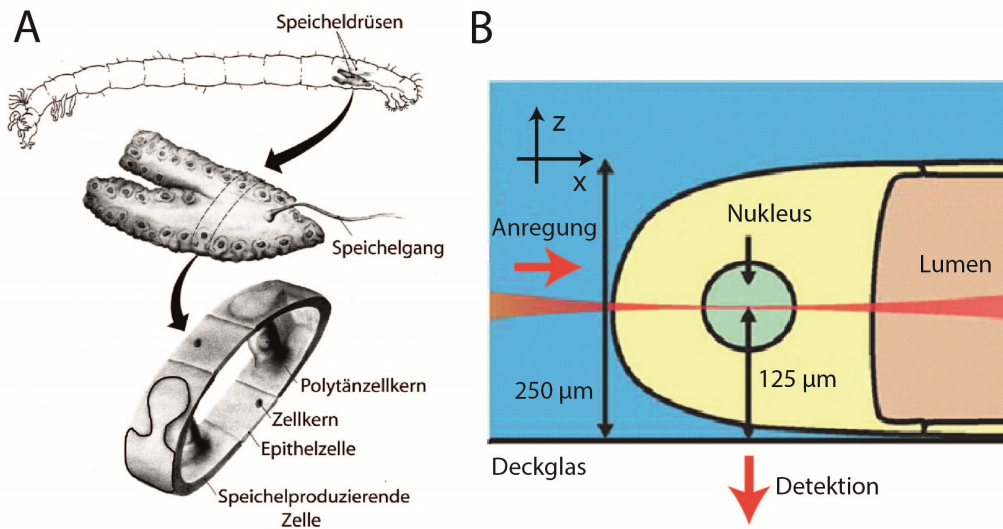 A
Speicheldrüsen
Speichelgang
Polytänzellkern
Zellkern
Epithelzelle
Speichelproduzierende
Zelle
B
z
x
Anregung
Nukleus
Lumen
250 µm
125 µm
Deckglas
Detektion